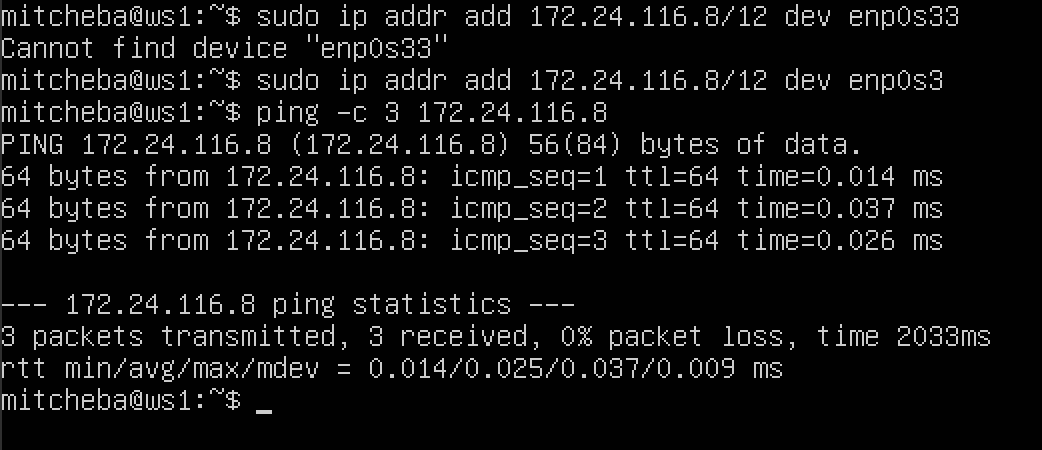 mitcheba@ws1:~$ sudo ip addr add 172.24.116.8/12 dev enp0s33
Cannot find device "enp0s33"
mitcheba@ws1:~$ sudo ip addr add 172.24.116.8/12 dev enp0s3
mitcheba@ws1:~$ ping -c 3 172.24.116.8
PING 172.24.116.8 (172.24.116.8) 56(84) bytes of data.
64 bytes from 172.24.116.8: icmp_seq=1 ttl=64 time=0.014 ms
64 bytes from 172.24.116.8: icmp_seq=2 ttl=64 time=0.037 ms
64 bytes from 172.24.116.8: icmp_seq=3 ttl=64 time=0.026 ms
--- 172.24.116.8 ping statistics ---
3 packets transmitted, 3 received, 0% packet loss, time 2033ms
rtt min/avg/max/mdev = 0.014/0.025/0.037/0.009 ms
mitcheba@ws1:~$ _